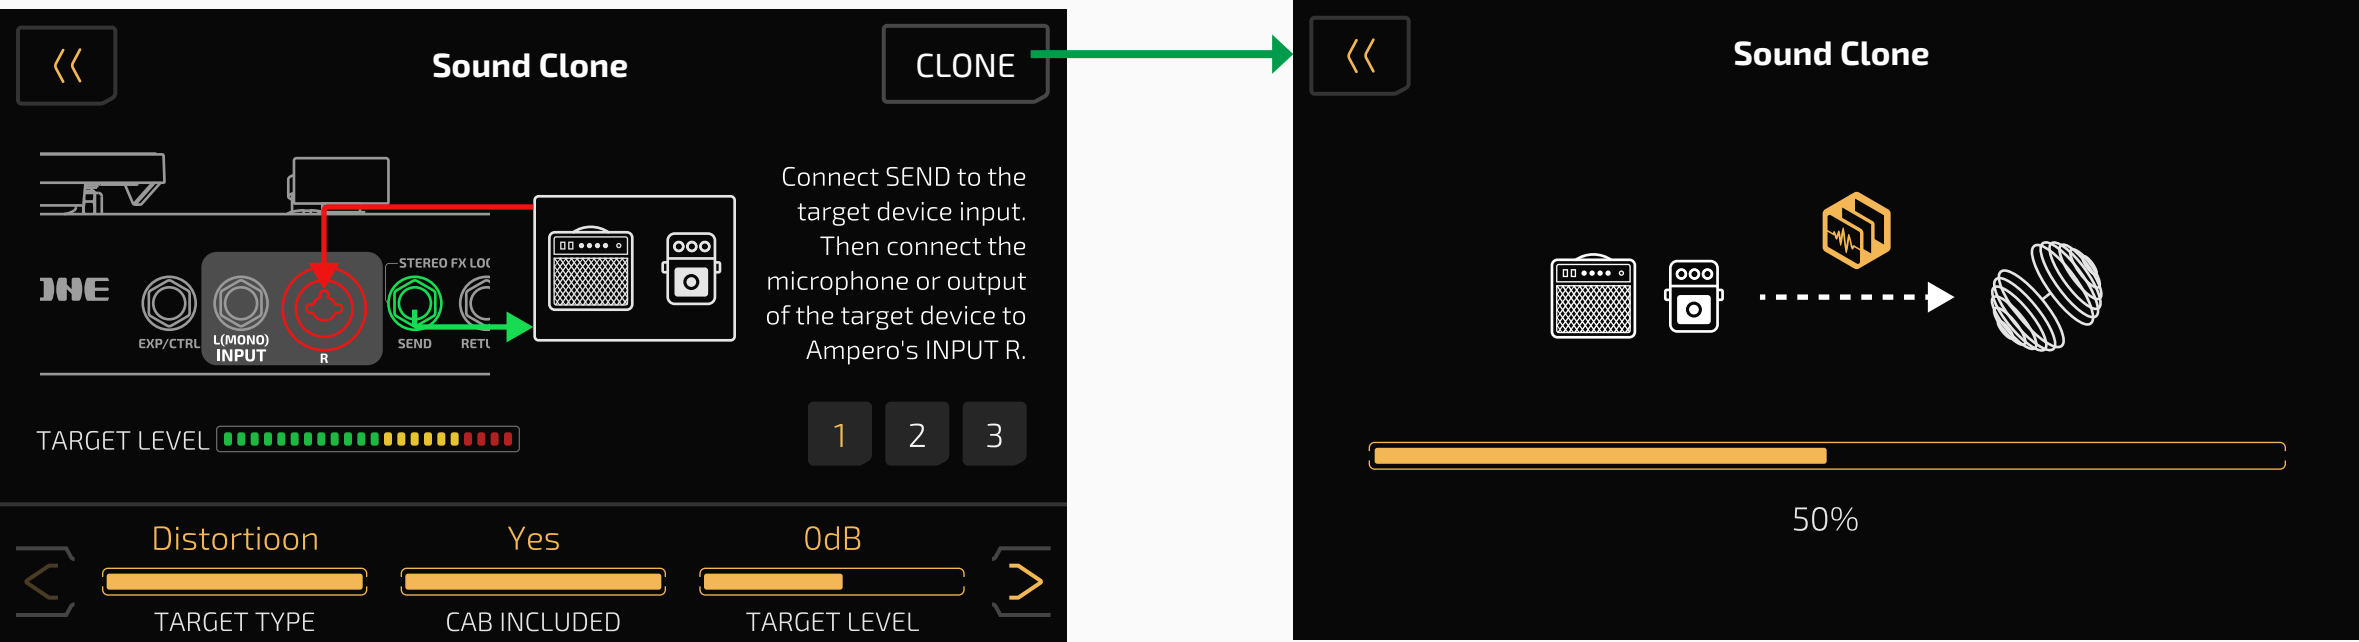 Sound Clone
CLONE
Connect SEND to the
target device input.
Then connect the
microphone or output
of the target device to
Ampero's INPUT R.
STEREO FX LOO
EXP/CTRL
L(MONO)
INPUT
R
SEND
RETU
TARGET LEVEL
1 2 3
Distortioon
Yes
0dB
TARGET TYPE
CAB INCLUDED
TARGET LEVEL
Sound Clone
50%